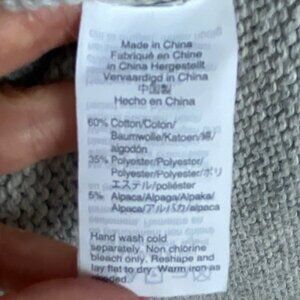 Made in China
Fabriqué en Chine
in China Hergestellt
Vervaardigd in China
中国製
Hecho en China
60% Cotton/Coton/
Baumwolle/Katoen/綿/
algodón
35% Polyester/Polyester/
Polyester/Polyester/ポリ
エステル/poliéster
5% Alpaca/Alpaga/Alpaka/
Alpaca/アルパカ/alpaca
Hand wash cold
separately. Non chlorine
bleach only. Reshape and
lay flat to dry. Warm iron as
needed.